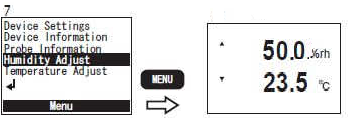 7
Device Settings
Device Information
Probe Information
Humidity Adjust
Temperature Adjust
Menu
MENU
50.0 %rh
23.5 °C